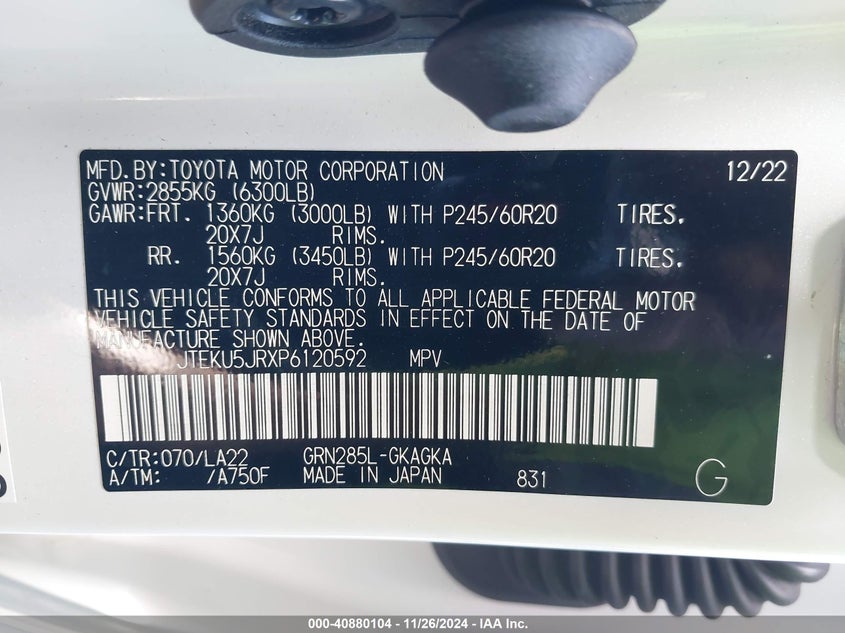 MFD.BY:TOYOTA MOTOR CORPORATION 12/22
GVWR:2855KG (6300LB)
GAWR:FRT. 1360KG (3000LB) WITH P245/60R20 TIRES.
20X7J RIMS.
RR. 1560KG (3450LB) WITH P245/60R20 TIRES.
20X7J RIMS.
THIS VEHICLE CONFORMS TO ALL APPLICABLE FEDERAL MOTOR
VEHICLE SAFETY STANDARDS IN EFFECT ON THE DATE OF
MANUFACTURE SHOWN ABOVE.
JTEKU5JRXP6120592 MPV
C/TR:070/LA22 GRN285L-GKAGKA
A/TM: /A750F MADE IN JAPAN 831 G
000-40880104 - 11/26/2024 - IAA Inc.